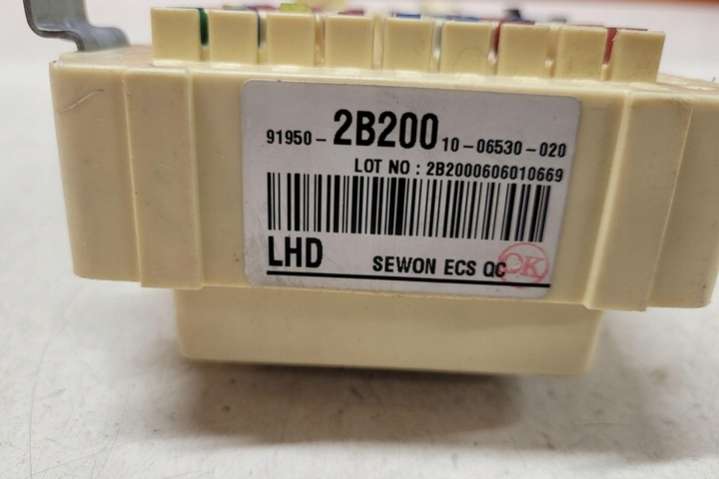 91950-2B200 10-06530-020
LOT NO : 2B2000606010669
LHD SEWON ECS QC OK